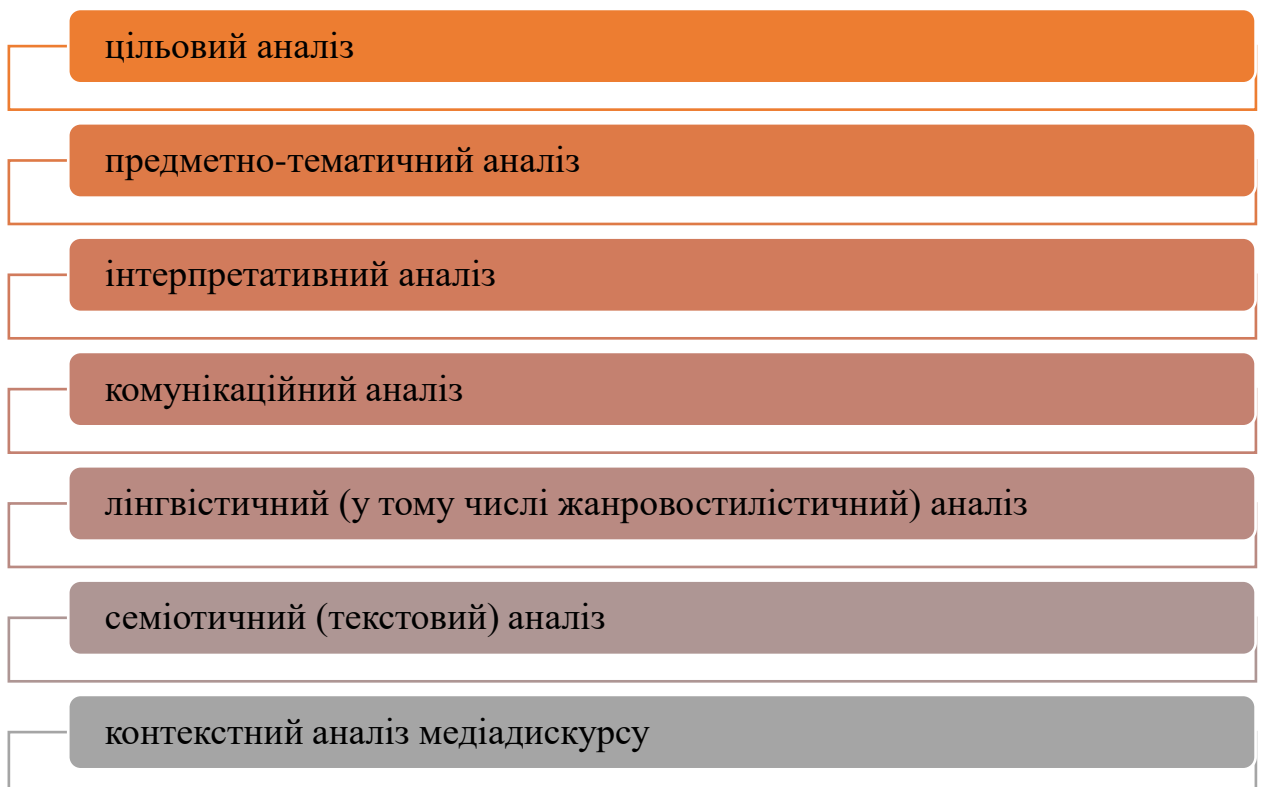 цільовий аналіз
предметно-тематичний аналіз
інтерпретативний аналіз
комунікаційний аналіз
лінгвістичний (у тому числі жанровостилістичний) аналіз
семіотичний (текстовий) аналіз
контекстний аналіз медіадискурсу